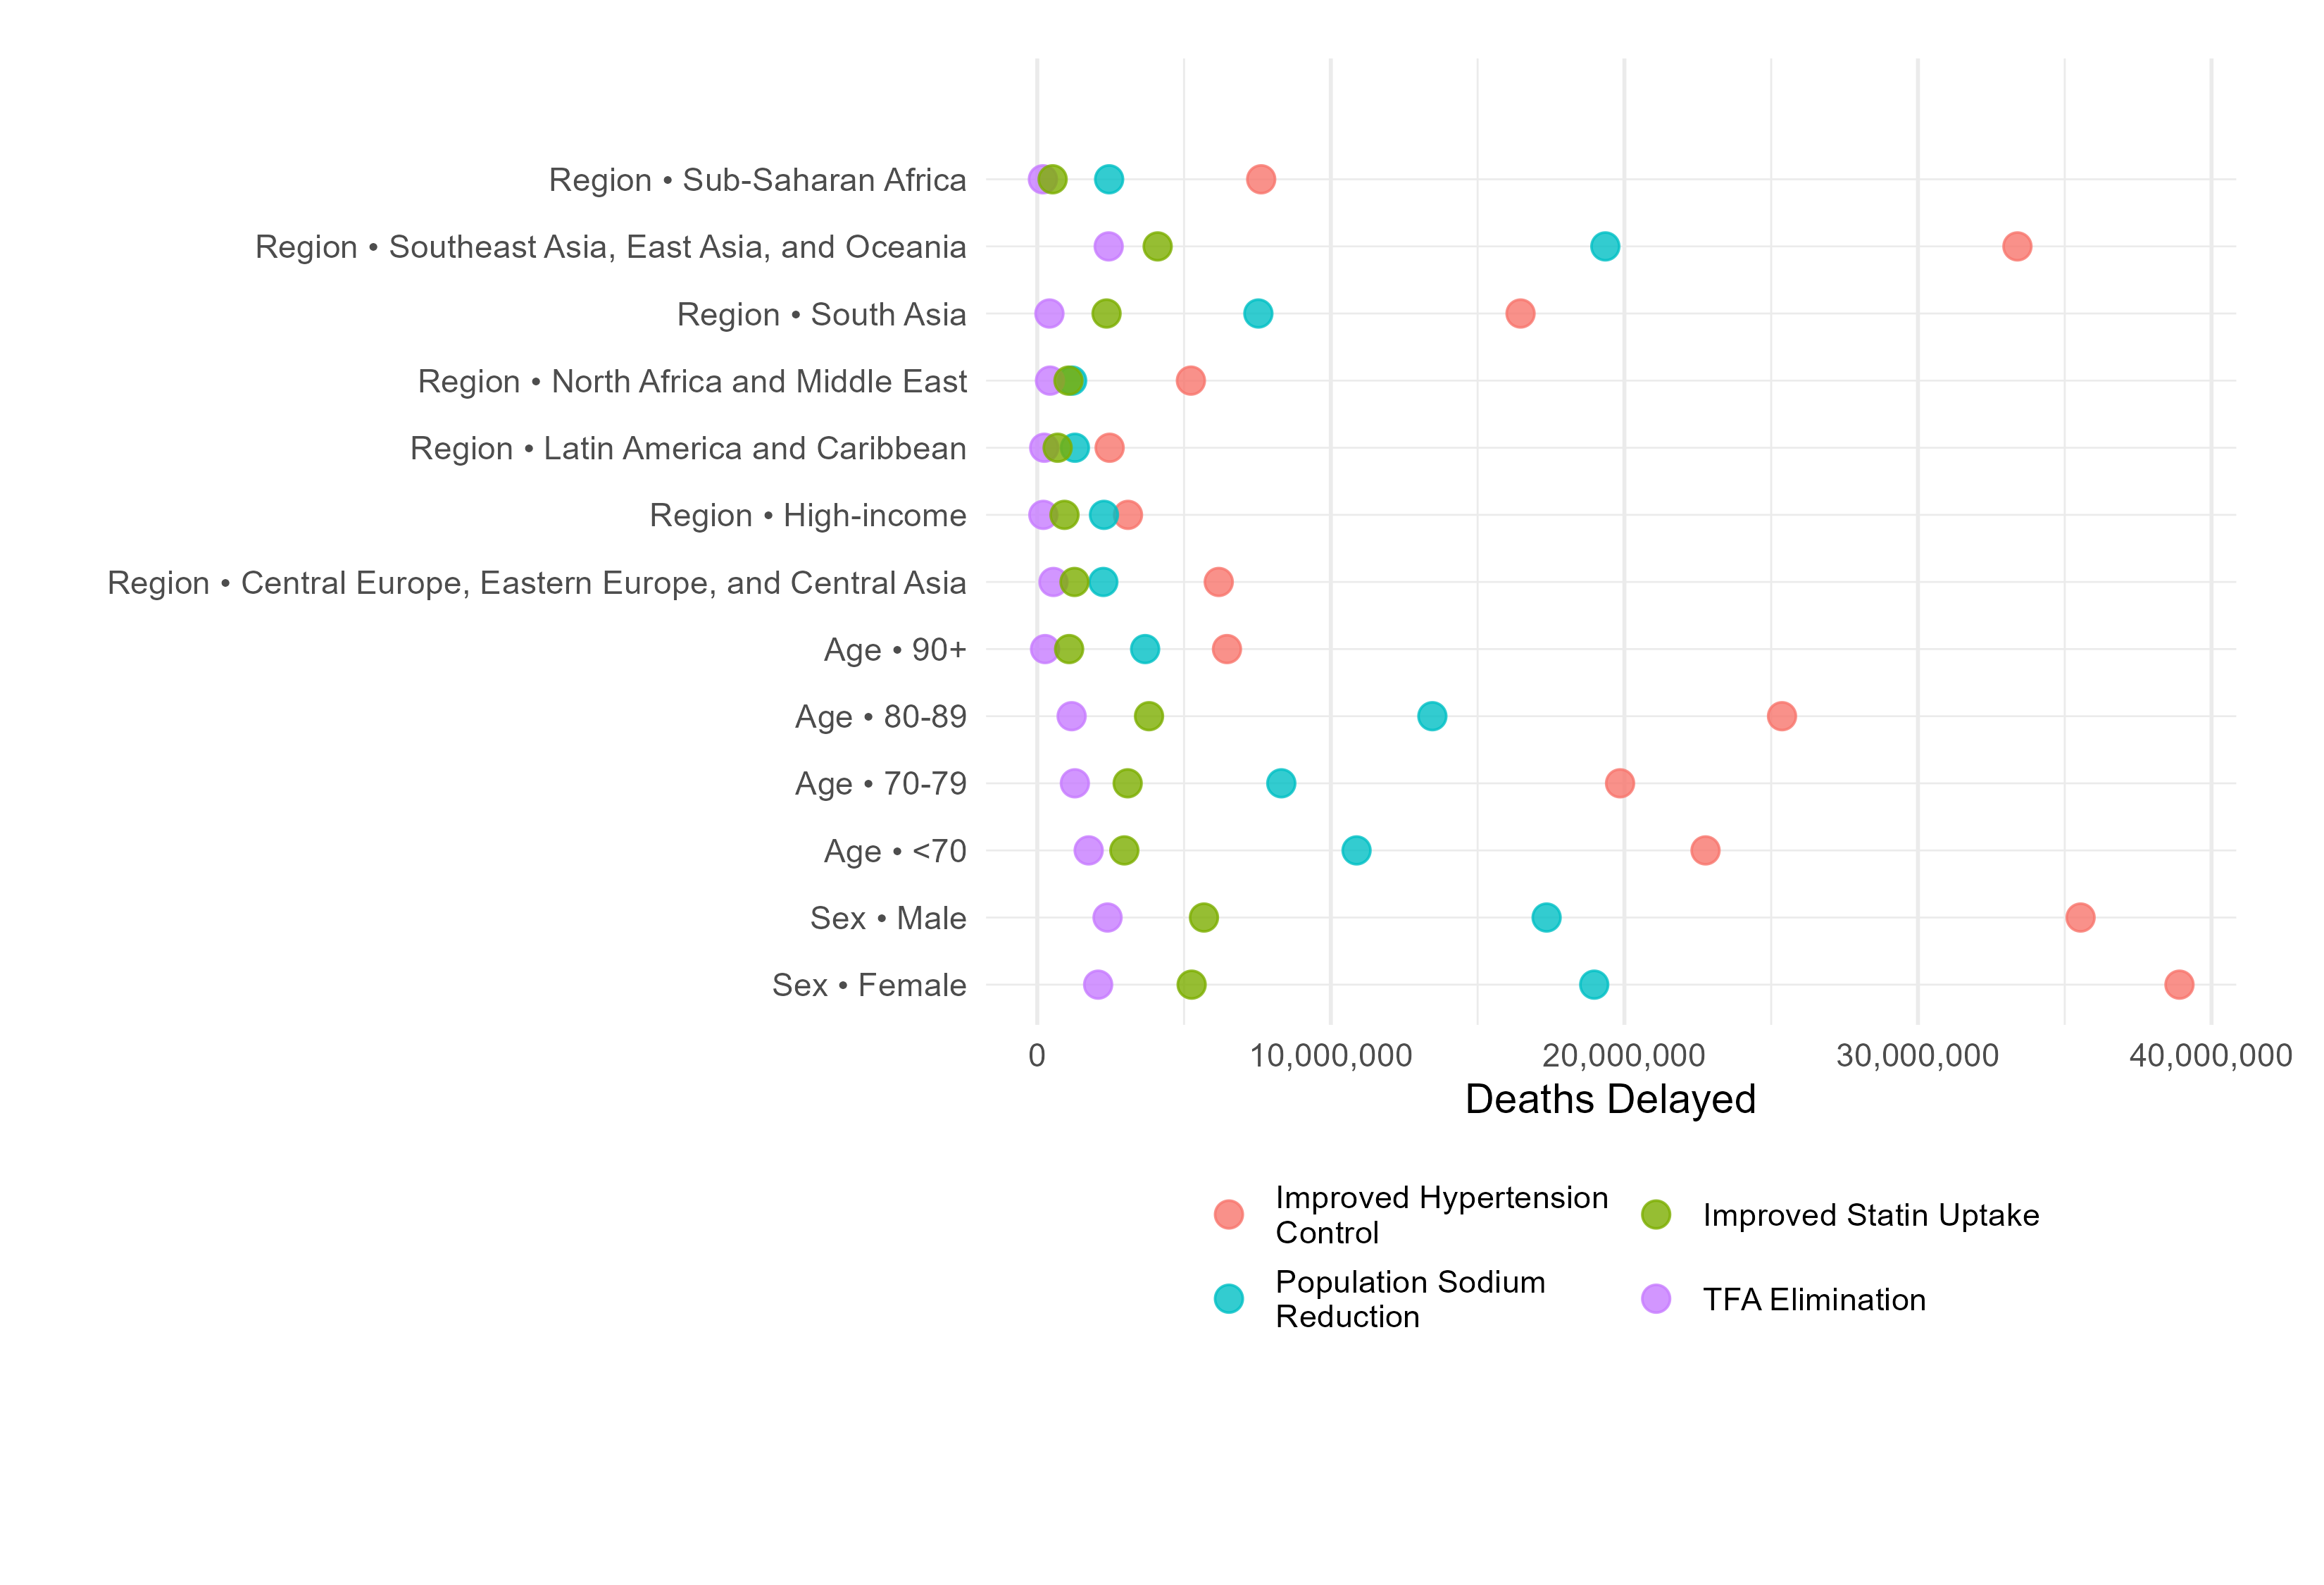 Region • Sub-Saharan Africa
Region • Southeast Asia, East Asia, and Oceania
Region • South Asia
Region • North Africa and Middle East
Region • Latin America and Caribbean
Region • High-income
Region • Central Europe, Eastern Europe, and Central Asia
Age • 90+
Age • 80-89
Age • 70-79
Age • <70
Sex • Male
Sex • Female
0 10,000,000 20,000,000 30,000,000 40,000,000
Deaths Delayed
Improved Hypertension
Control
Improved Statin Uptake
Population Sodium
Reduction
TFA Elimination